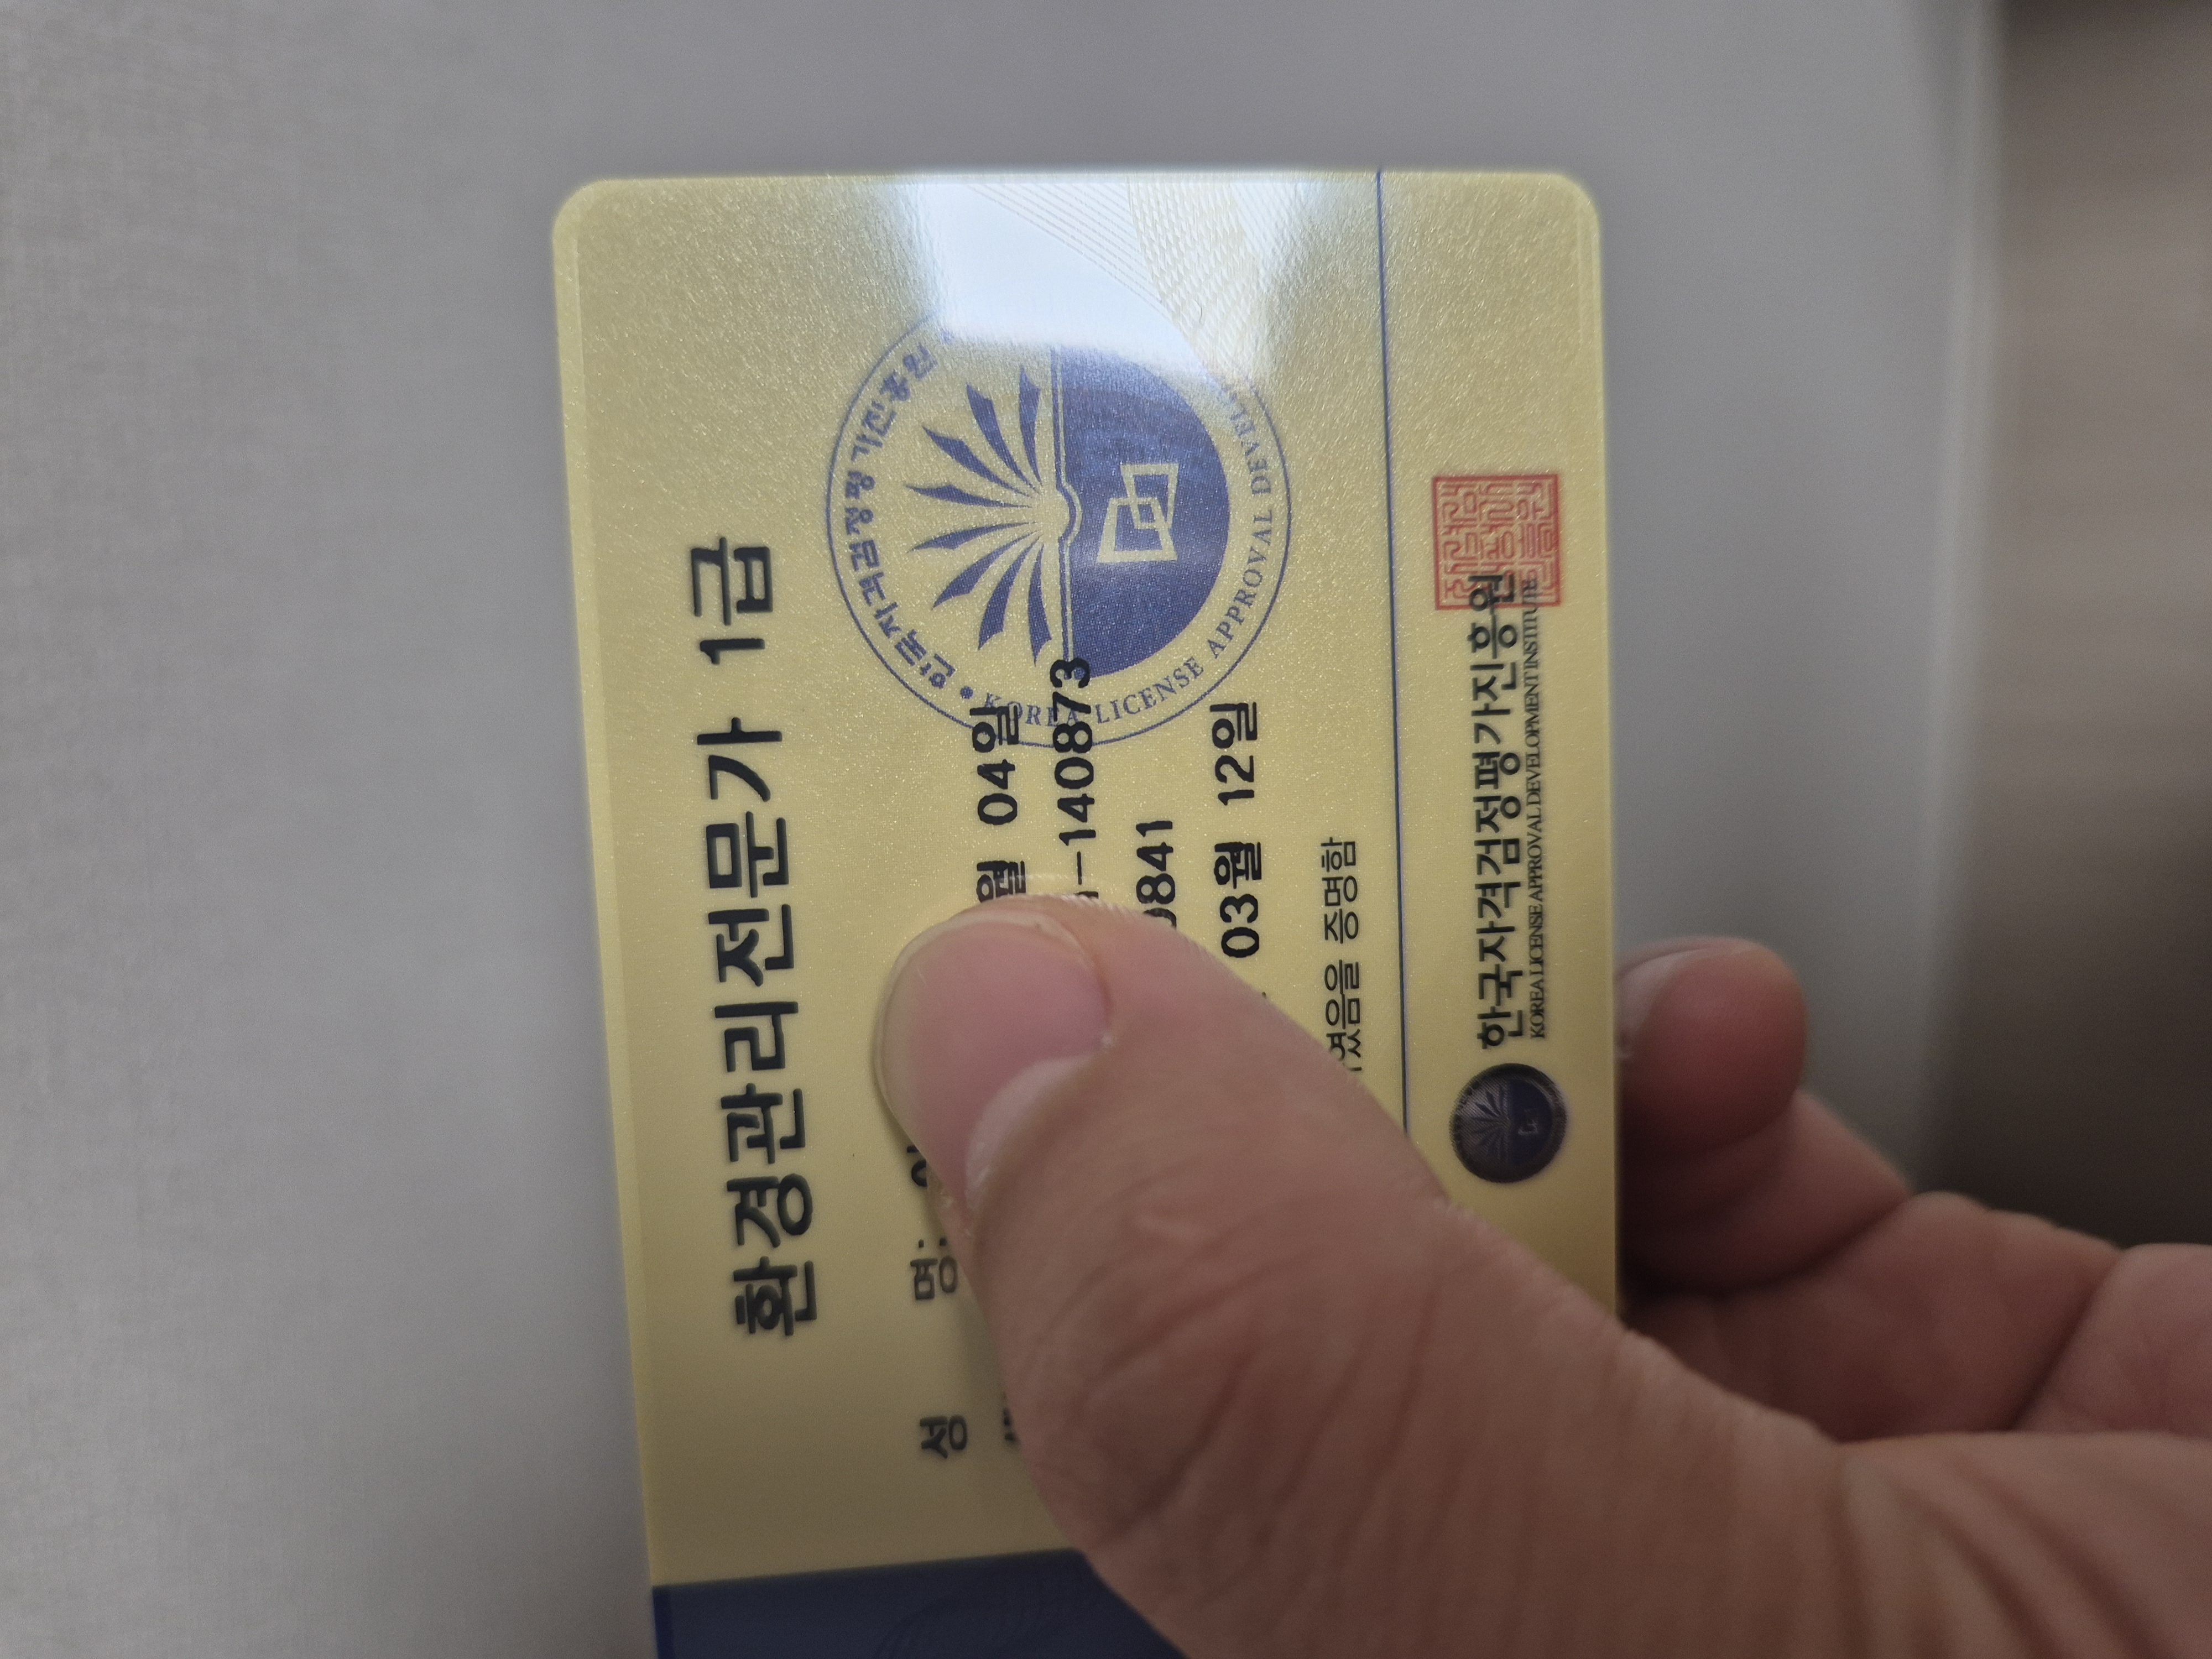 환경관리전문가 1급
성 명:
월 04일
-140873
841
03월 12일
였음을 증명함
한국자격검정평가진흥원
KOREA LICENSE APPROVAL DEVELOPMENT INSTITUTE
한국자격검정평가진흥원
KOREA LICENSE APPROVAL